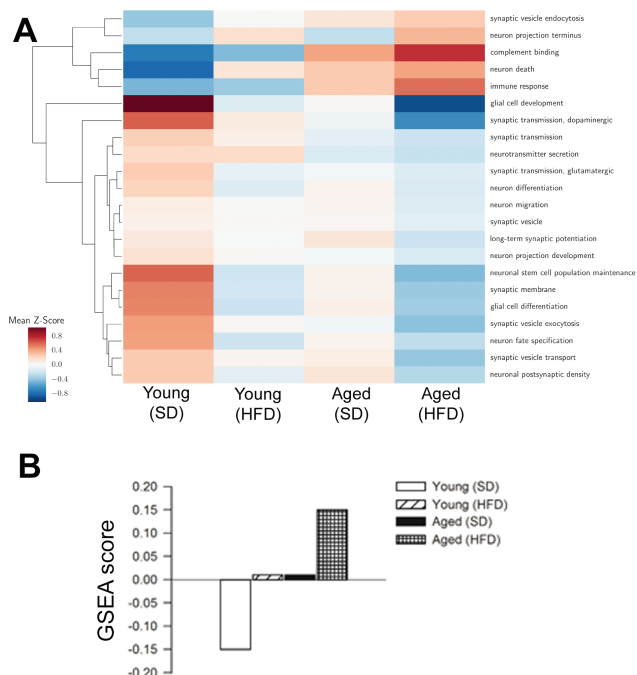 A
synaptic vesicle endocytosis
neuron projection terminus
complement binding
neuron death
immune response
glial cell development
synaptic transmission, dopaminergic
synaptic transmission
neurotransmitter secretion
synaptic transmission, glutamatergic
neuron differentiation
neuron migration
synaptic vesicle
long-term synaptic potentiation
neuron projection development
neuronal stem cell population maintenance
synaptic membrane
glial cell differentiation
synaptic vesicle exocytosis
neuron fate specification
synaptic vesicle transport
neuronal postsynaptic density
Mean Z-Score
0.8
0.4
0.0
−0.4
−0.8
Young Young Aged Aged
(SD) (HFD) (SD) (HFD)
B
GSEA score
0.20
0.15
0.10
0.05
0.00
-0.05
-0.10
-0.15
-0.20
Young (SD)
Young (HFD)
Aged (SD)
Aged (HFD)